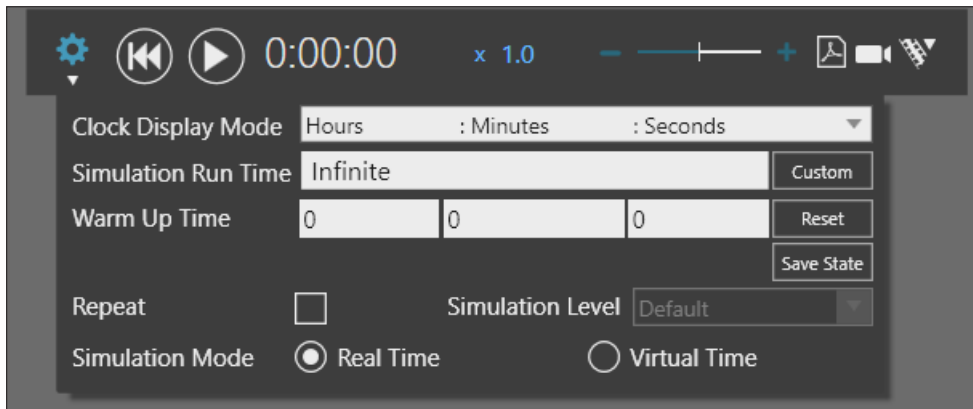 0:00:00 x 1.0
Clock Display Mode Hours : Minutes : Seconds
Simulation Run Time Infinite Custom
Warm Up Time 0 0 0 Reset
Save State
Repeat Simulation Level Default
Simulation Mode Real Time Virtual Time